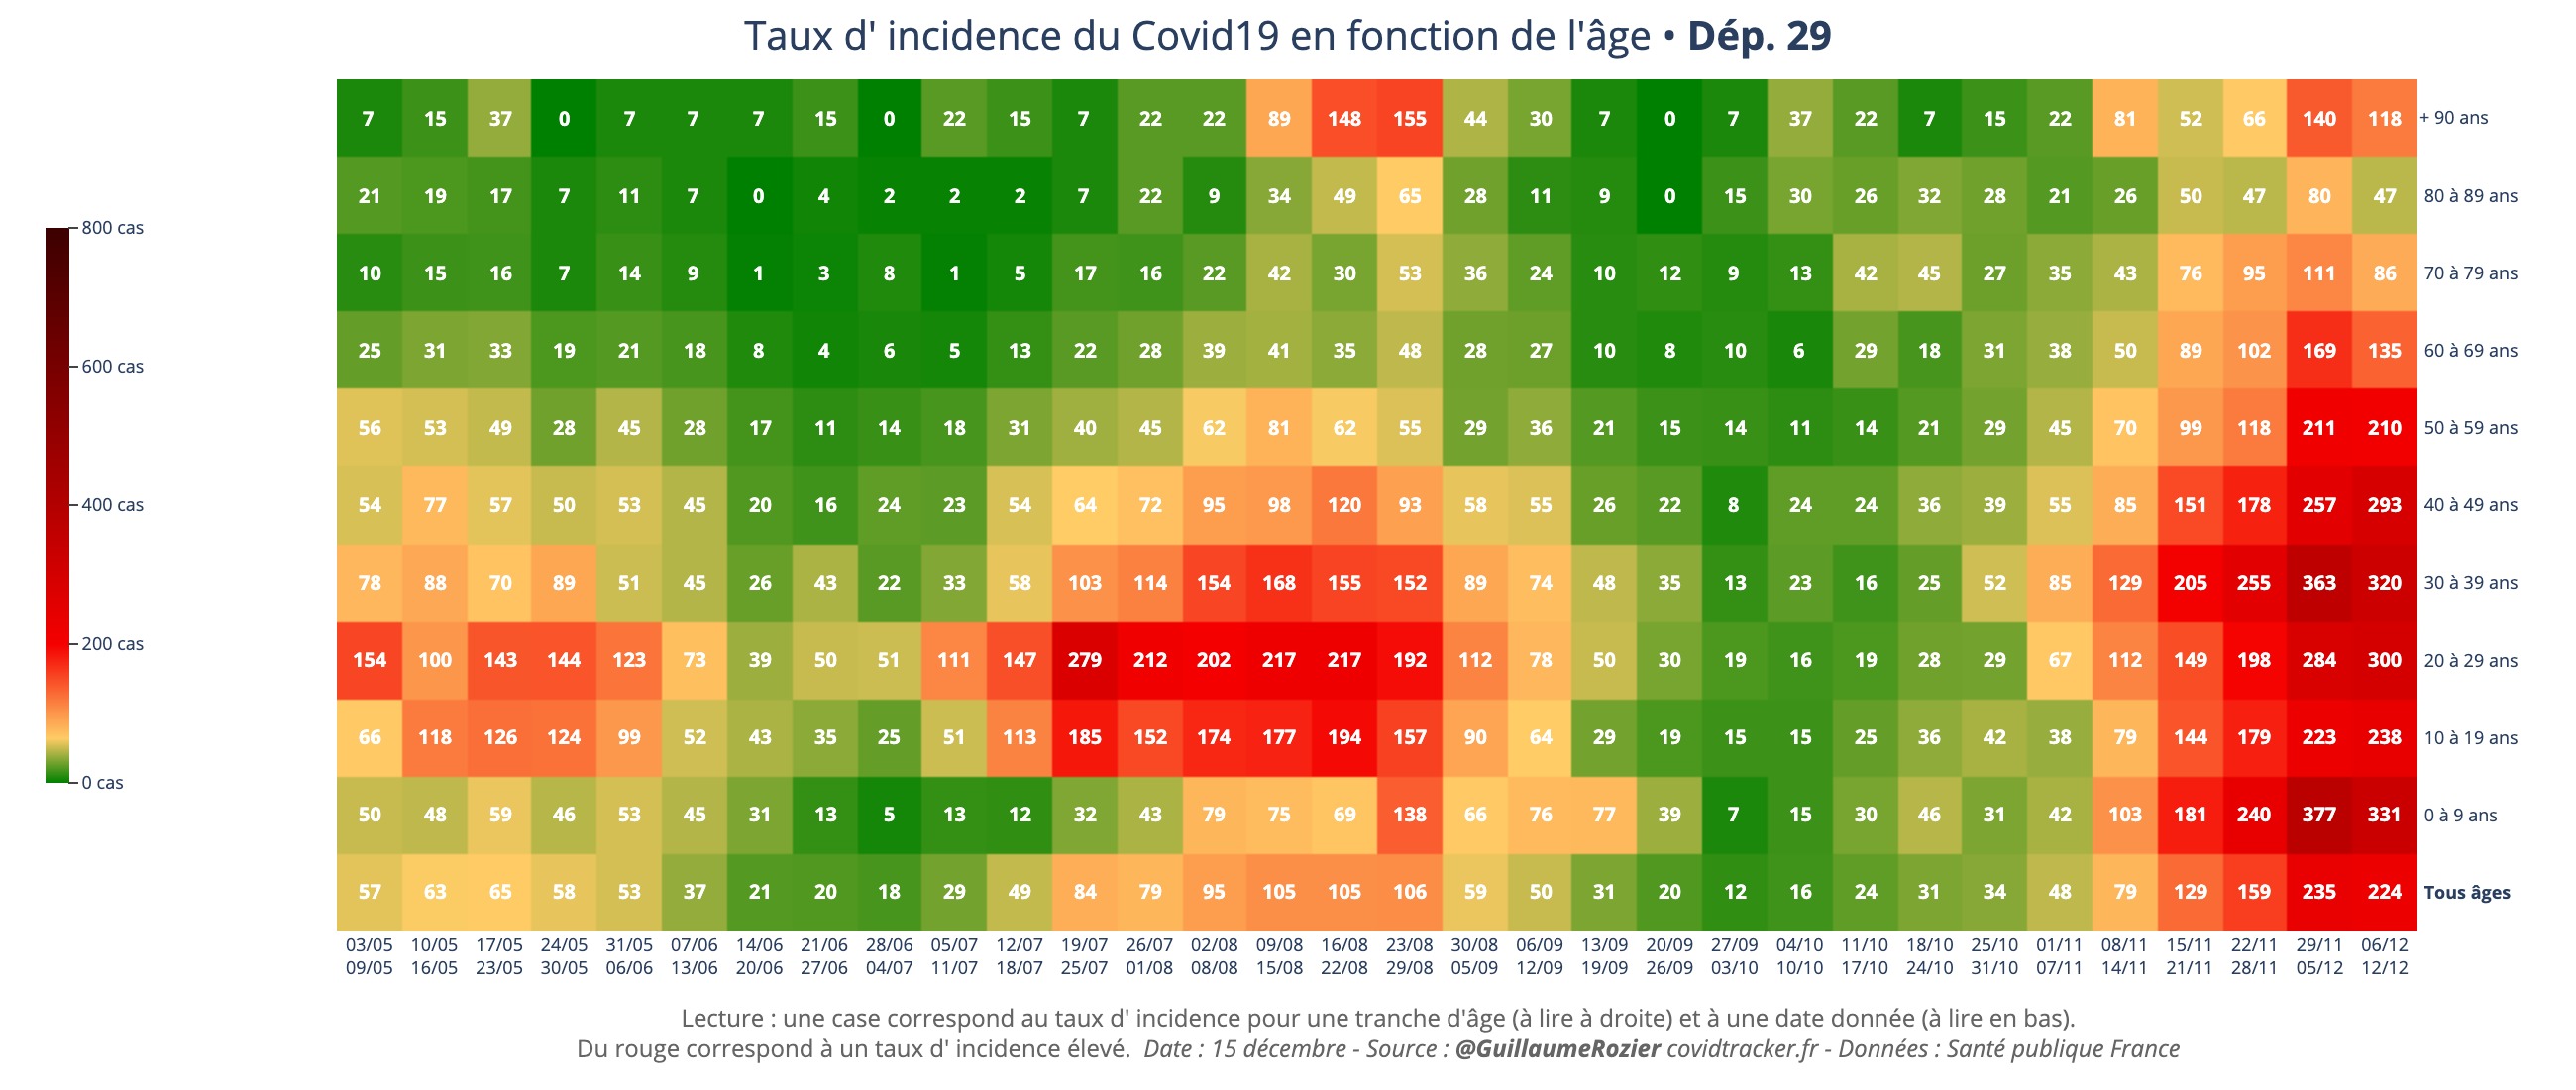 Taux d' incidence du Covid19 en fonction de l'âge • Dép. 29
7 15 37 0 7 7 7 15 0 22 15 7 22 22 89 148 155 44 30 7 0 7 37 22 7 15 22 81 52 66 140 118 + 90 ans
21 19 17 7 11 7 0 4 2 2 2 7 22 9 34 49 65 28 11 9 0 15 30 26 32 28 21 26 50 47 80 47 80 à 89 ans
800 cas
10 15 16 7 14 9 1 3 8 1 5 17 16 22 42 30 53 36 24 10 12 9 13 42 45 27 35 43 76 95 111 86 70 à 79 ans
25 31 33 19 21 18 8 4 6 5 13 22 28 39 41 35 48 28 27 10 8 10 6 29 18 31 38 50 89 102 169 135 60 à 69 ans
600 cas
56 53 49 28 45 28 17 11 14 18 31 40 45 62 81 62 55 29 36 21 15 14 11 14 21 29 45 70 99 118 211 210 50 à 59 ans
400 cas
54 77 57 50 53 45 20 16 24 23 54 64 72 95 98 120 93 58 55 26 22 8 24 24 36 39 55 85 151 178 257 293 40 à 49 ans
78 88 70 89 51 45 26 43 22 33 58 103 114 154 168 155 152 89 74 48 35 13 23 16 25 52 85 129 205 255 363 320 30 à 39 ans
200 cas
154 100 143 144 123 73 39 50 51 111 147 279 212 202 217 217 192 112 78 50 30 19 16 19 28 29 67 112 149 198 284 300 20 à 29 ans
66 118 126 124 99 52 43 35 25 51 113 185 152 174 177 194 157 90 64 29 19 15 15 25 36 42 38 79 144 179 223 238 10 à 19 ans
0 cas
50 48 59 46 53 45 31 13 5 13 12 32 43 79 75 69 138 66 76 77 39 7 15 30 46 31 42 103 181 240 377 331 0 à 9 ans
57 63 65 58 53 37 21 20 18 29 49 84 79 95 105 105 106 59 50 31 20 12 16 24 31 34 48 79 129 159 235 224 Tous âges
03/05 10/05 17/05 24/05 31/05 07/06 14/06 21/06 28/06 05/07 12/07 19/07 26/07 02/08 09/08 16/08 23/08 30/08 06/09 13/09 20/09 27/09 04/10 11/10 18/10 25/10 01/11 08/11 15/11 22/11 29/11 06/12
09/05 16/05 23/05 30/05 06/06 13/06 20/06 27/06 04/07 11/07 18/07 25/07 01/08 08/08 15/08 22/08 29/08 05/09 12/09 19/09 26/09 03/10 10/10 17/10 24/10 31/10 07/11 14/11 21/11 28/11 05/12 12/12
Lecture : une case correspond au taux d' incidence pour une tranche d'âge (à lire à droite) et à une date donnée (à lire en bas).
Du rouge correspond à un taux d' incidence élevé. Date : 15 décembre - Source : @GuillaumeRozier covidtracker.fr - Données : Santé publique France